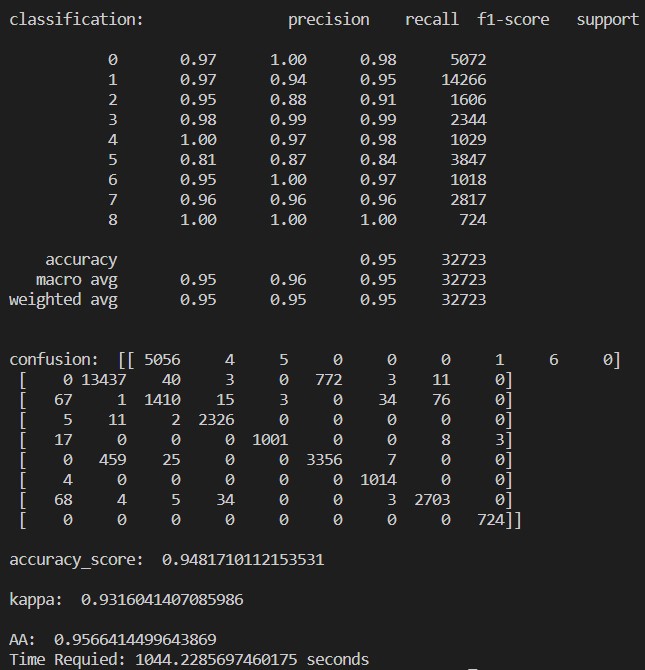 classification:                precision    recall  f1-score   support
0       0.97      1.00      0.98      5072
1       0.97      0.94      0.95     14266
2       0.95      0.88      0.91      1606
3       0.98      0.99      0.99      2344
4       1.00      0.97      0.98      1029
5       0.81      0.87      0.84      3847
6       0.95      1.00      0.97      1018
7       0.96      0.96      0.96      2817
8       1.00      1.00      1.00       724
accuracy                           0.95     32723
macro avg       0.95      0.96      0.95     32723
weighted avg       0.95      0.95      0.95     32723
confusion:  [[ 5056     4     5     0     0     0     1     6     0]
[    0 13437    40     3     0   772     3    11     0]
[   67     1  1410    15     3     0    34    76     0]
[    5    11     2  2326     0     0     0     0     0]
[   17     0     0     0  1001     0     0     8     3]
[    0   459    25     0     0  3356     7     0     0]
[    4     0     0     0     0     0  1014     0     0]
[   68     4     5    34     0     0     3  2703     0]
[    0     0     0     0     0     0     0     0   724]]
accuracy_score:  0.9481710112153531
kappa:  0.9316041407085986
AA:  0.9566414499643869
Time Requied: 1044.2285697460175 seconds